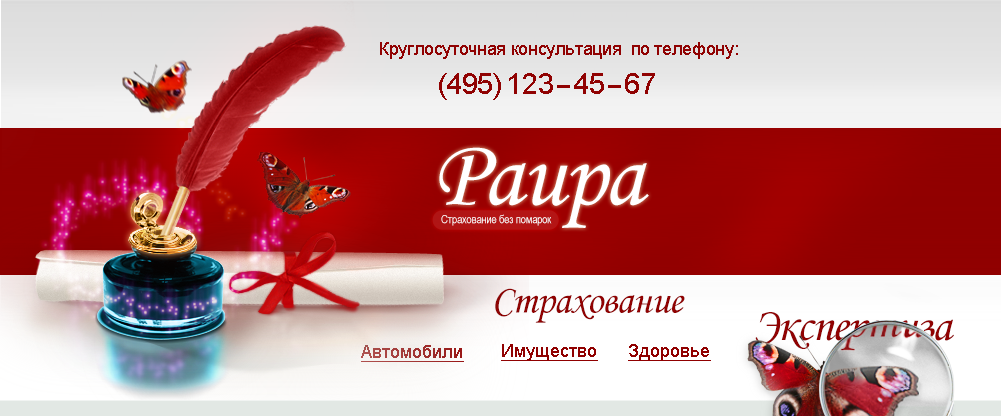 Круглосуточная консультация по телефону:
(495) 123-45-67
Раира
Страхование без помарок
Страхование
Экспертиза
Автомобили Имущество Здоровье